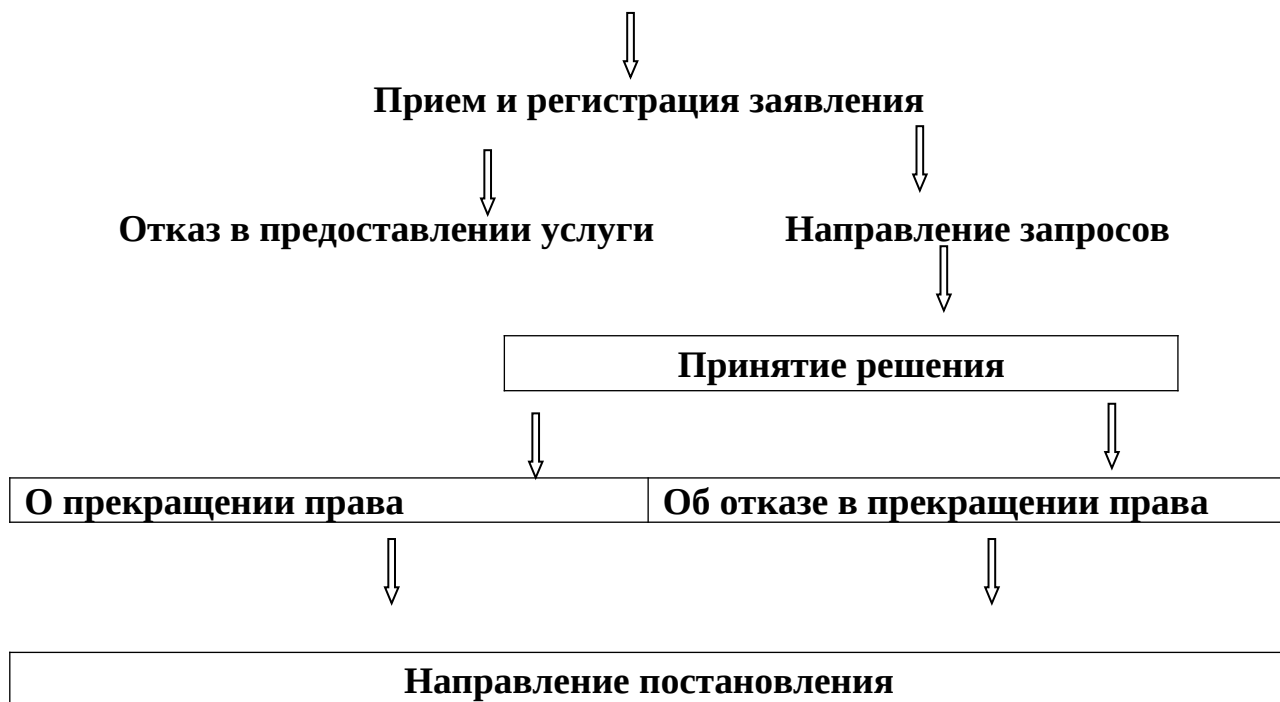 Прием и регистрация заявления
Отказ в предоставлении услуги
Направление запросов
Принятие решения
О прекращении права
Об отказе в прекращении права
Направление постановления